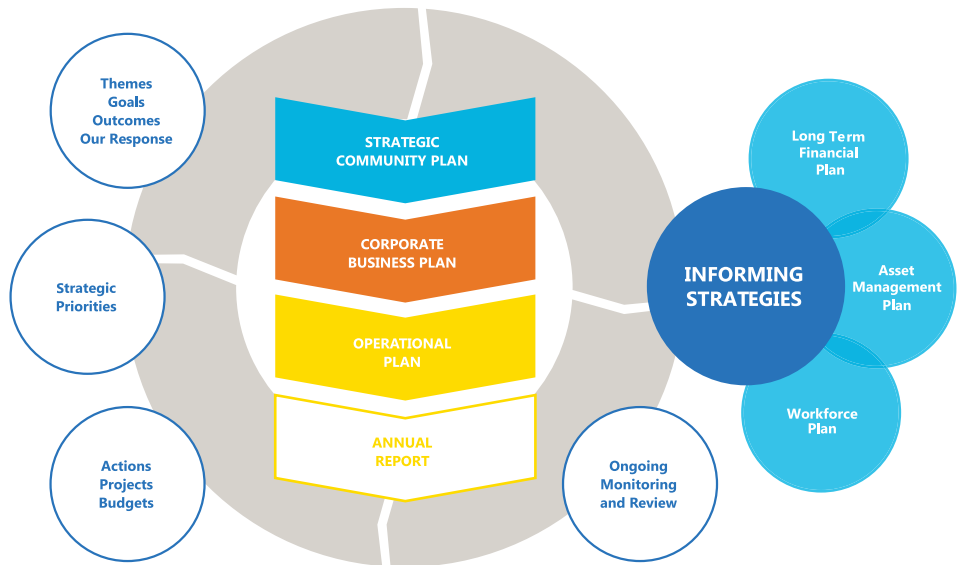 Themes
Goals
Outcomes
Our Response
STRATEGIC
COMMUNITY PLAN
Long Term
Financial
Plan
CORPORATE
BUSINESS PLAN
Strategic
Priorities
INFORMING
STRATEGIES
Asset
Management
Plan
OPERATIONAL
PLAN
Workforce
Plan
ANNUAL
REPORT
Actions
Projects
Budgets
Ongoing
Monitoring
and Review